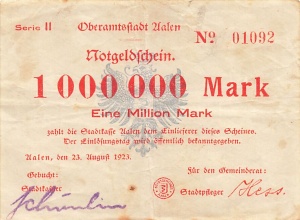 Serie II Oberamtsstadt Aalen No 01092
Notgeldschein.
1 000 000 Mark
Eine Million Mark
zahlt die Stadtkasse Aalen dem Einlieferer dieses Scheines.
Der Einlösungstag wird öffentlich bekanntgegeben.
Aalen, den 23. August 1923.
Gebucht: Für den Gemeinderat:
Stadtkasse Stadtpfleger Hess.